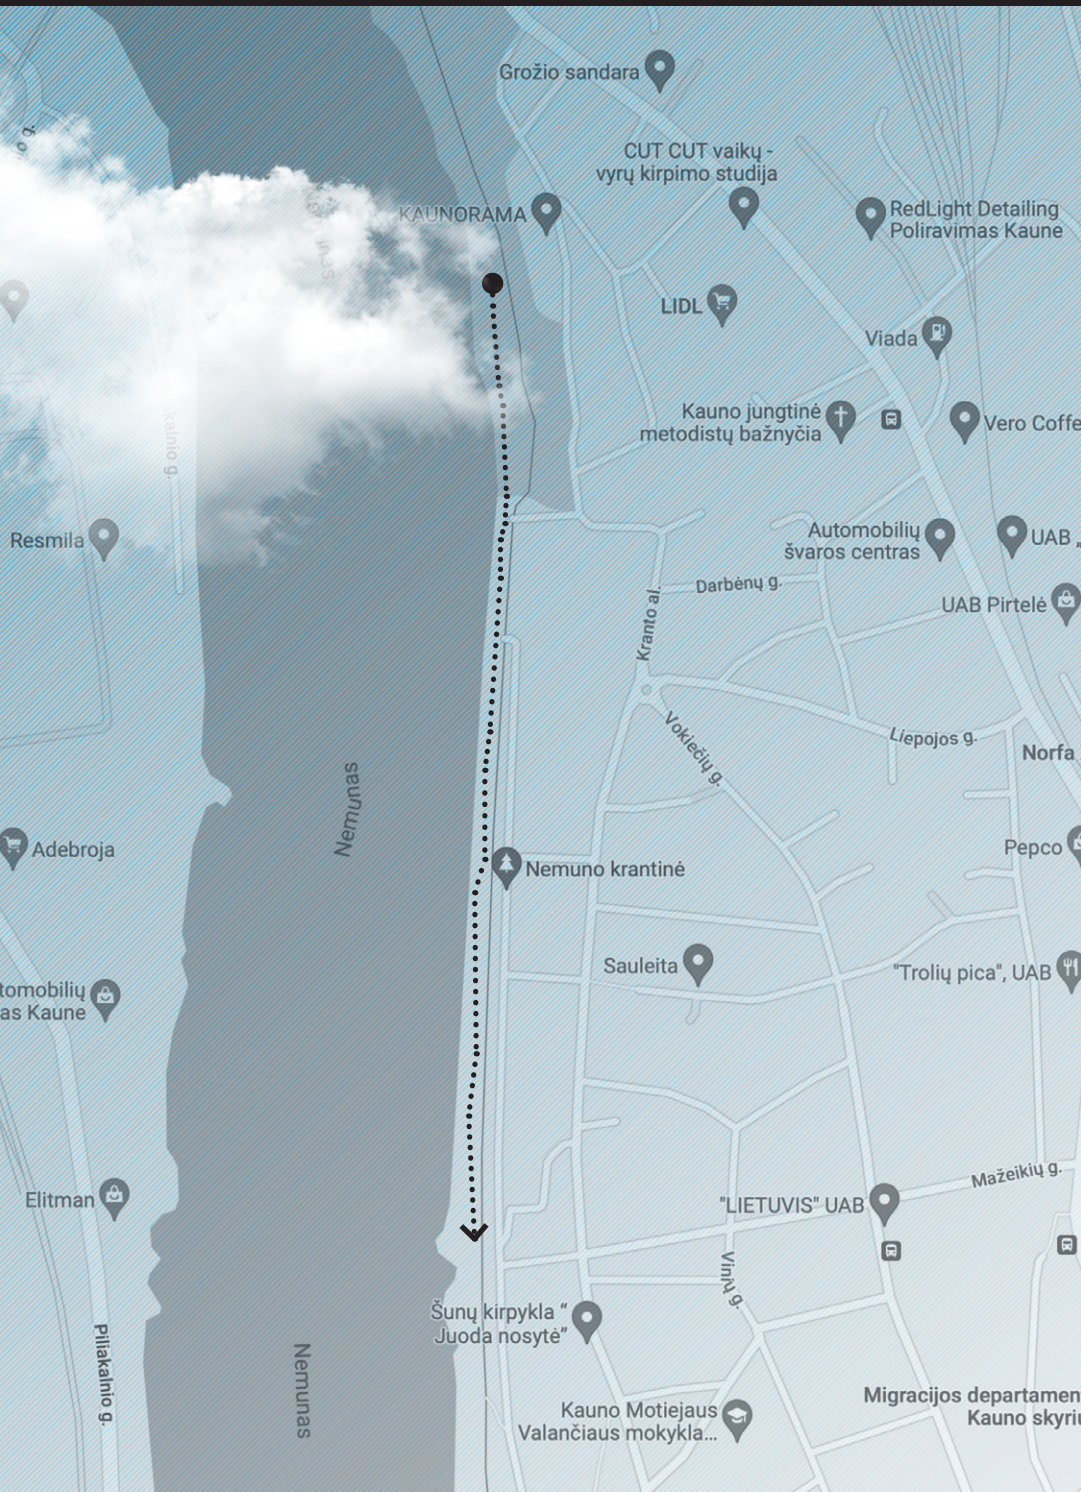 Grožio sandara
CUT CUT vaikų -
vyrų kirpimo studija
KAUNORAMA
RedLight Detailing
Poliravimas Kaune
LIDL
Viada
Kauno jungtinė
metodistų bažnyčia
Vero Coffe
Resmila
Automobilių
švaros centras
UAB „
Darbėnų g.
UAB Pirtelė
Kranto al.
Vokiečių g.
Liepojos g.
Norfa
Nemunas
Adebroja
Pepco
Nemuno krantinė
Sauleita
"Trolių pica", UAB
tomobilių
as Kaune
Mažeikių g.
Elitman
"LIETUVIS" UAB
Vinių g.
Šunų kirpykla “
Juoda nosytė”
Piliakalnio g.
Nemunas
Migracijos departamen
Kauno skyriu
Kauno Motiejaus
Valančiaus mokykla...